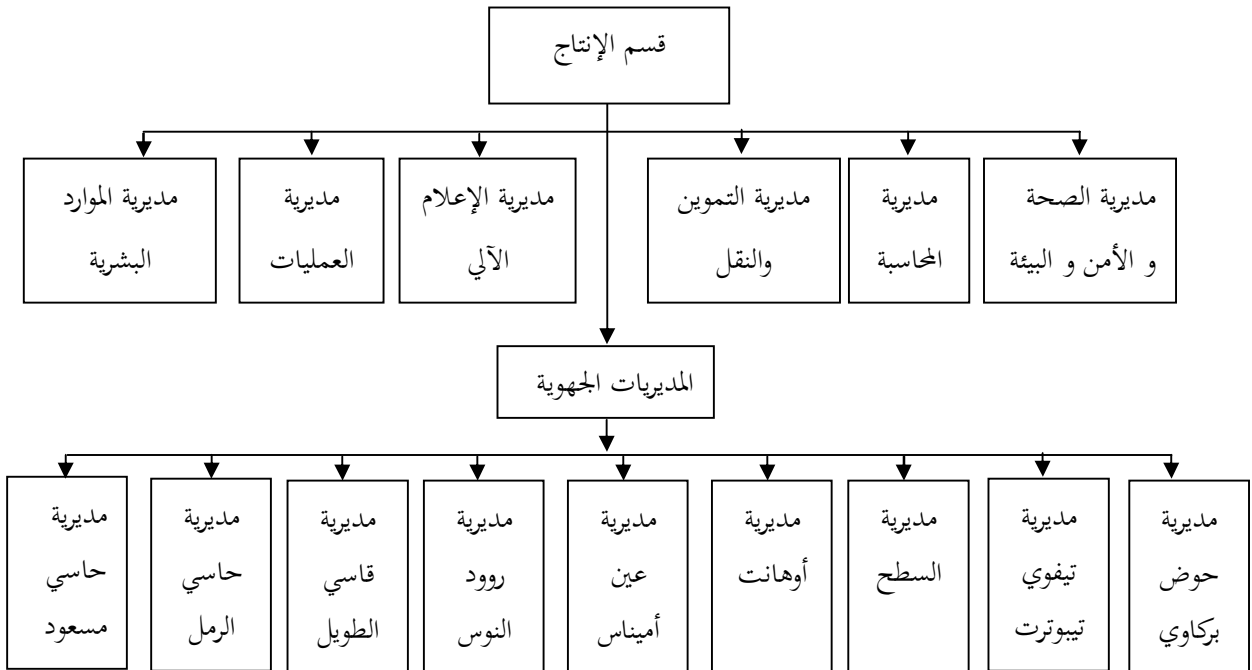 قسم الإنتاج
مديرية الصحة
و الأمن و البيئة
مديرية
المحاسبة
مديرية التموين
والنقل
مديرية الإعلام
الآلي
مديرية
العمليات
مديرية الموارد
البشرية
المديريات الجهوية
مديرية
حوض
بركاوي
مديرية
تيفوي
تيبوترت
مديرية
السطح
مديرية
أوهانت
مديرية
عين
أميناس
مديرية
روود
النوس
مديرية
قاسي
الطويل
مديرية
حاسي
الرمل
مديرية
حاسي
مسعود